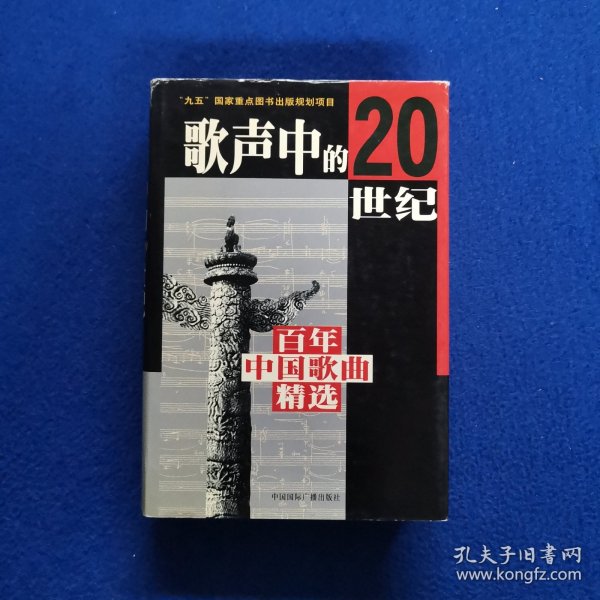 "九五"国家重点图书出版规划项目
歌声中的20
世纪
百年
中国歌曲
精选
中国国际广播出版社
孔夫子旧书网
www.kongfz.com